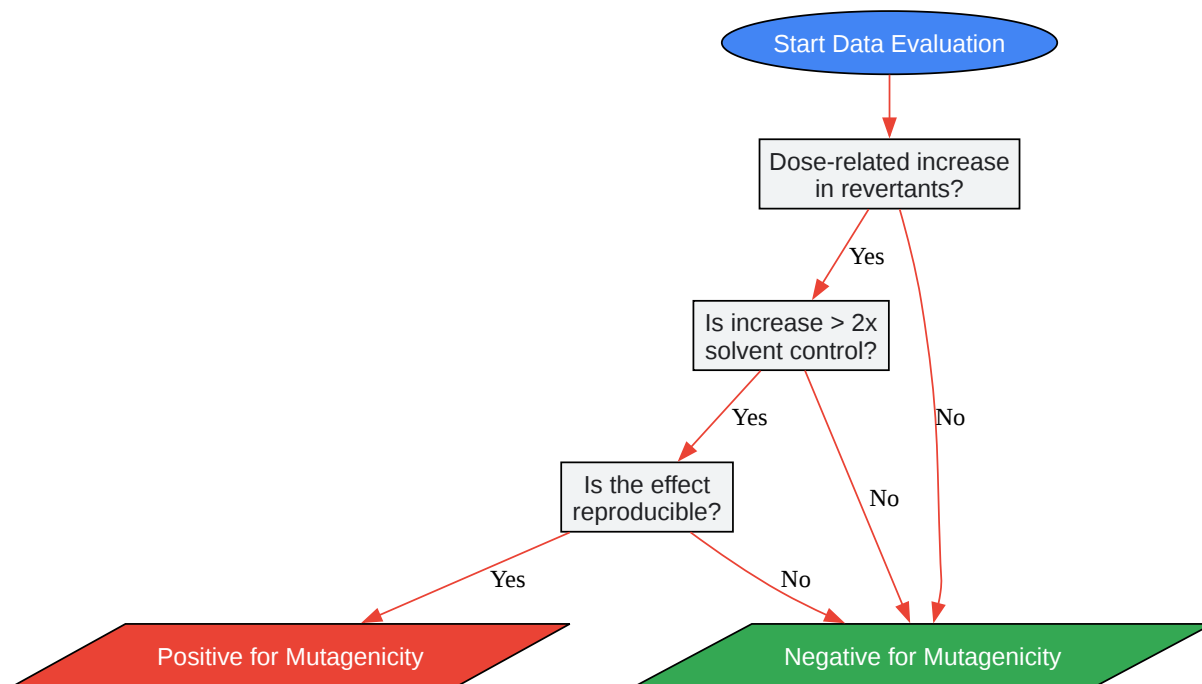 Start Data Evaluation
Dose-related increase
in revertants?
Yes
Is increase > 2x
solvent control?
Yes
No
Is the effect
reproducible?
No
Yes
No
Positive for Mutagenicity
Negative for Mutagenicity